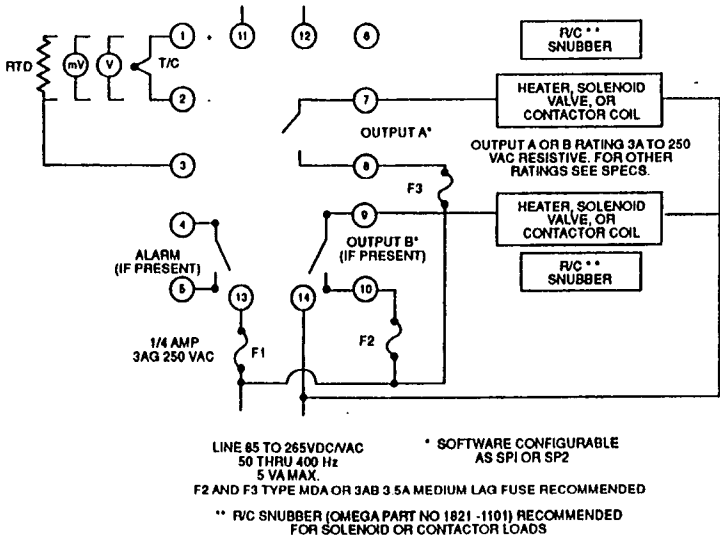 1 11 12 6
R/C **
SNUBBER
RTD mV V T/C
2
7
HEATER, SOLENOID
VALVE, OR
CONTACTOR COIL
OUTPUT A*
3 8
F3
OUTPUT A OR B RATING 3A TO 250
VAC RESISTIVE. FOR OTHER
RATINGS SEE SPECS.
4
9
HEATER, SOLENOID
VALVE, OR
CONTACTOR COIL
ALARM
(IF PRESENT)
OUTPUT B*
(IF PRESENT)
R/C **
SNUBBER
5 13 14 10
1/4 AMP
3AG 250 VAC
F1
F2
LINE 85 TO 265VDC/VAC
50 THRU 400 Hz
5 VA MAX.
* SOFTWARE CONFIGURABLE
AS SPI OR SP2
F2 AND F3 TYPE MDA OR 3AB 3.5A MEDIUM LAG FUSE RECOMMENDED
** R/C SNUBBER (OMEGA PART NO 1821 -1101) RECOMMENDED
FOR SOLENOID OR CONTACTOR LOADS